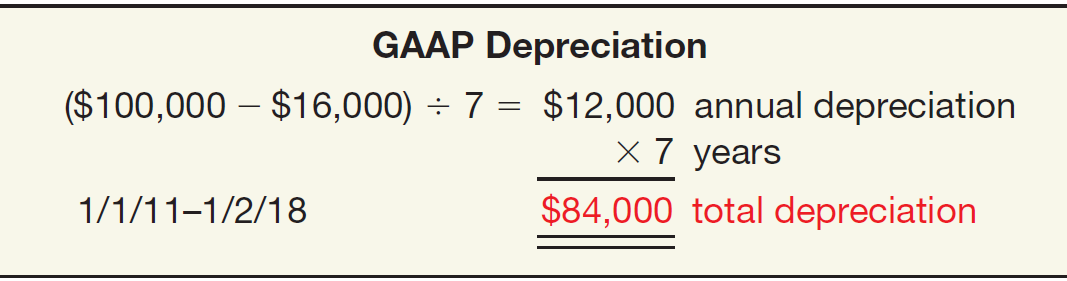 GAAP Depreciation
($100,000 – $16,000) ÷ 7 = $12,000 annual depreciation
× 7 years
1/1/11–1/2/18 $84,000 total depreciation